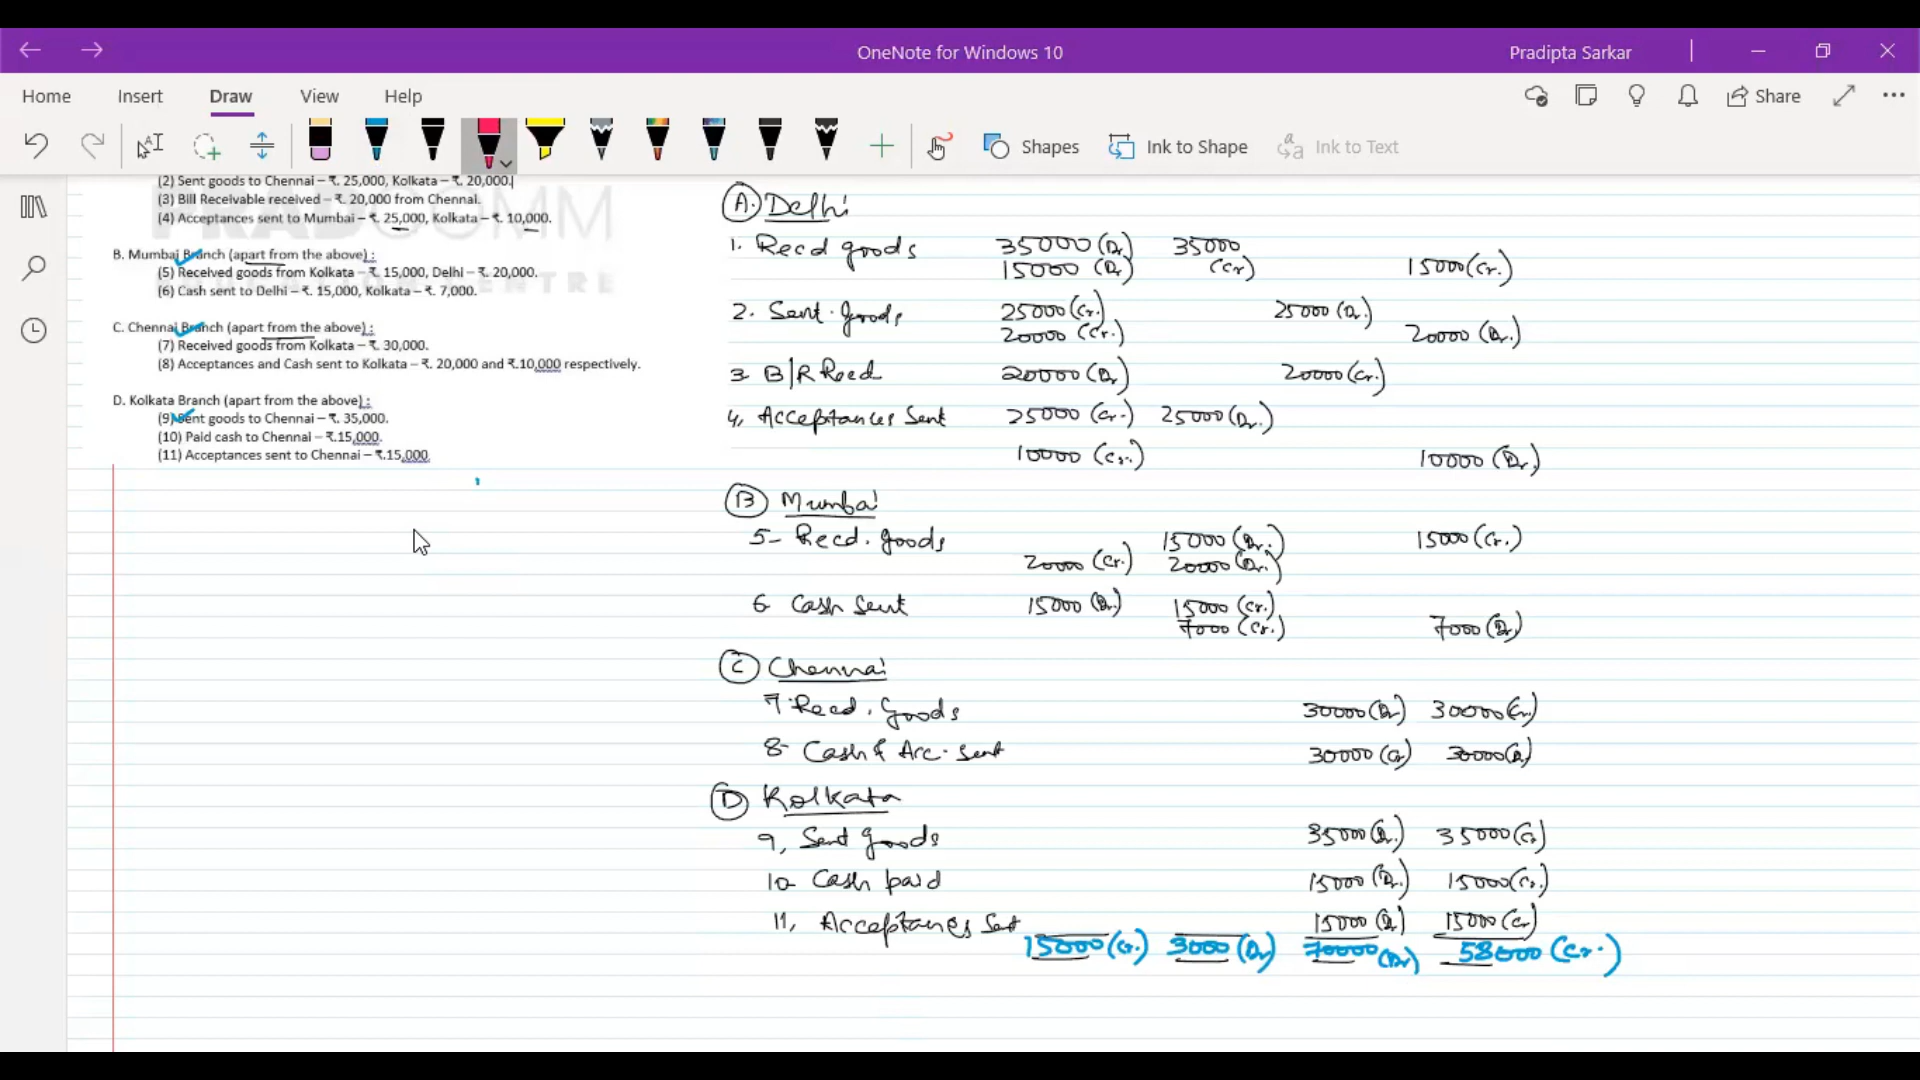 OneNote for Windows 10
Pradipta Sarkar
Home Insert Draw View Help
Share
Shapes Ink to Shape Ink to Text
(2) Sent goods to Chennai – ₹. 25,000, Kolkata – ₹. 20,000.
(3) Bill Receivable received – ₹. 20,000 from Chennai.
(4) Acceptances sent to Mumbai – ₹. 25,000, Kolkata – ₹. 10,000.
B. Mumbai Branch (apart from the above) :
(5) Received goods from Kolkata – ₹. 15,000, Delhi – ₹. 20,000.
(6) Cash sent to Delhi – ₹. 15,000, Kolkata – ₹. 7,000.
C. Chennai Branch (apart from the above) :
(7) Received goods from Kolkata – ₹. 30,000.
(8) Acceptances and Cash sent to Kolkata – ₹. 20,000 and ₹.10,000 respectively.
D. Kolkata Branch (apart from the above) :
(9) Sent goods to Chennai – ₹. 35,000.
(10) Paid cash to Chennai – ₹.15,000.
(11) Acceptances sent to Chennai – ₹.15,000.
A. Delhi
1. Recd goods 35000 (Dr) 35000
15000 (Dr) (Cr) 15000 (Cr.)
2. Sent goods 25000 (Cr.) 25000 (Dr.)
20000 (Cr.) 20000 (Dr.)
3. B/R Recd 20000 (Dr) 20000 (Cr.)
4, Acceptances Sent 25000 (Cr.) 25000 (Dr.)
10000 (Cr.) 10000 (Dr.)
B Mumbai
5- Recd. goods 15000 (Dr.) 15000 (Cr.)
20000 (Cr.) 20000 (Dr.)
6- Cash Sent 15000 (Dr.) 15000 (Cr.)
7000 (Cr.) 7000 (Dr)
C Chennai
7. Recd. Goods 30000 (Dr) 30000 (Cr.)
8- Cash & Acc. Sent 30000 (Cr) 30000 (Dr)
D Kolkata
9, Sent goods 35000 (Dr.) 35000 (Cr)
10- Cash paid 15000 (Dr.) 15000 (Cr.)
11, Acceptances Sent 15000 (Dr) 15000 (Cr)
15000 (Cr.) 3000 (Dr) 70000 (Dr) 58000 (Cr.)